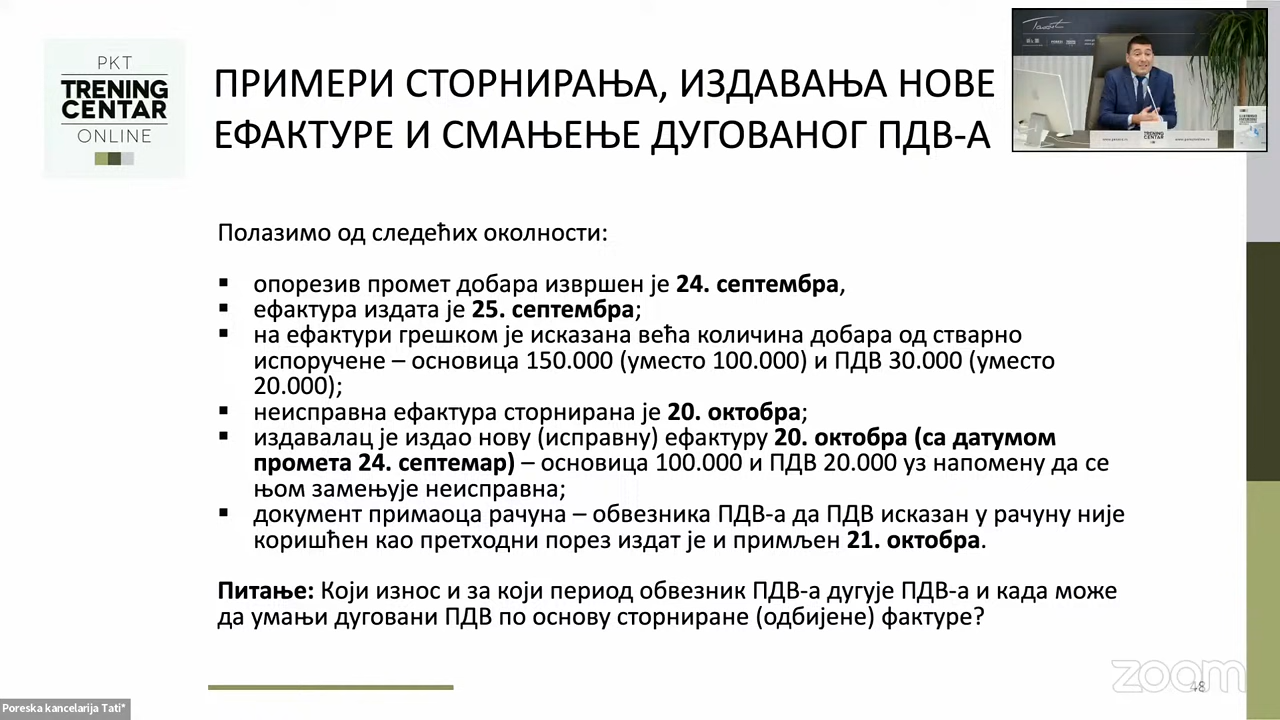 PKT
TRENING
CENTAR
ONLINE
ПРИМЕРИ СТОРНИРАЊА, ИЗДАВАЊА НОВЕ
ЕФАКТУРЕ И СМАЊЕЊЕ ДУГОВАНОГ ПДВ-А
TRENING
CENTAR
Полазимо од следећих околности:
▪ опорезив промет добара извршен је 24. септембра,
▪ ефактура издата је 25. септембра;
▪ на ефактури грешком је исказана већа количина добара од стварно
испоручене – основица 150.000 (уместо 100.000) и ПДВ 30.000 (уместо
20.000);
▪ неисправна ефактура сторнирана је 20. октобра;
▪ издавалац је издао нову (исправну) ефактуру 20. октобра (са датумом
промета 24. септемар) – основица 100.000 и ПДВ 20.000 уз напомену да се
њом замењује неисправна;
▪ документ примаоца рачуна – обвезника ПДВ-а да ПДВ исказан у рачуну није
коришћен као претходни порез издат је и примљен 21. октобра.
Питање: Који износ и за који период обвезник ПДВ-а дугује ПДВ-а и када може
да умањи дуговани ПДВ по основу сторниране (одбијене) фактуре?
zoom
48
Poreska kancelarija Tati*